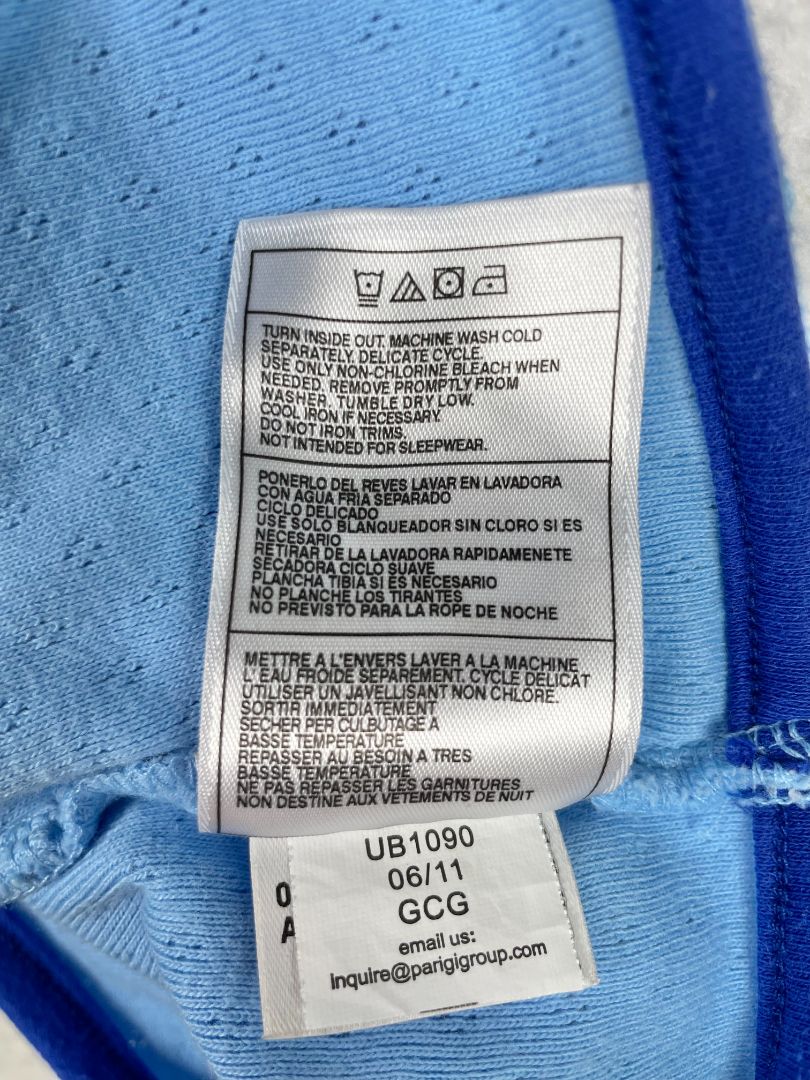 TURN INSIDE OUT. MACHINE WASH COLD
SEPARATELY. DELICATE CYCLE.
USE ONLY NON-CHLORINE BLEACH WHEN
NEEDED. REMOVE PROMPTLY FROM
WASHER. TUMBLE DRY LOW.
COOL IRON IF NECESSARY.
DO NOT IRON TRIMS.
NOT INTENDED FOR SLEEPWEAR.
PONERLO DEL REVES LAVAR EN LAVADORA
CON AGUA FRIA SEPARADO
CICLO DELICADO
USE SOLO BLANQUEADOR SIN CLORO SI ES
NECESARIO
RETIRAR DE LA LAVADORA RAPIDAMENETE
SECADORA CICLO SUAVE
PLANCHA TIBIA SI ES NECESARIO
NO PLANCHE LOS TIRANTES
NO PREVISTO PARA LA ROPE DE NOCHE
METTRE A L'ENVERS LAVER A LA MACHINE
L'EAU FROIDE SEPAREMENT. CYCLE DELICAT
UTILISER UN JAVELLISANT NON CHLORE.
SORTIR IMMEDIATEMENT
SECHER PER CULBUTAGE A
BASSE TEMPERATURE
REPASSER AU BESOIN A TRES
BASSE TEMPERATURE
NE PAS REPASSER LES GARNITURES
NON DESTINE AUX VETEMENTS DE NUIT
UB1090
06/11
GCG
email us:
inquire@parigigroup.com